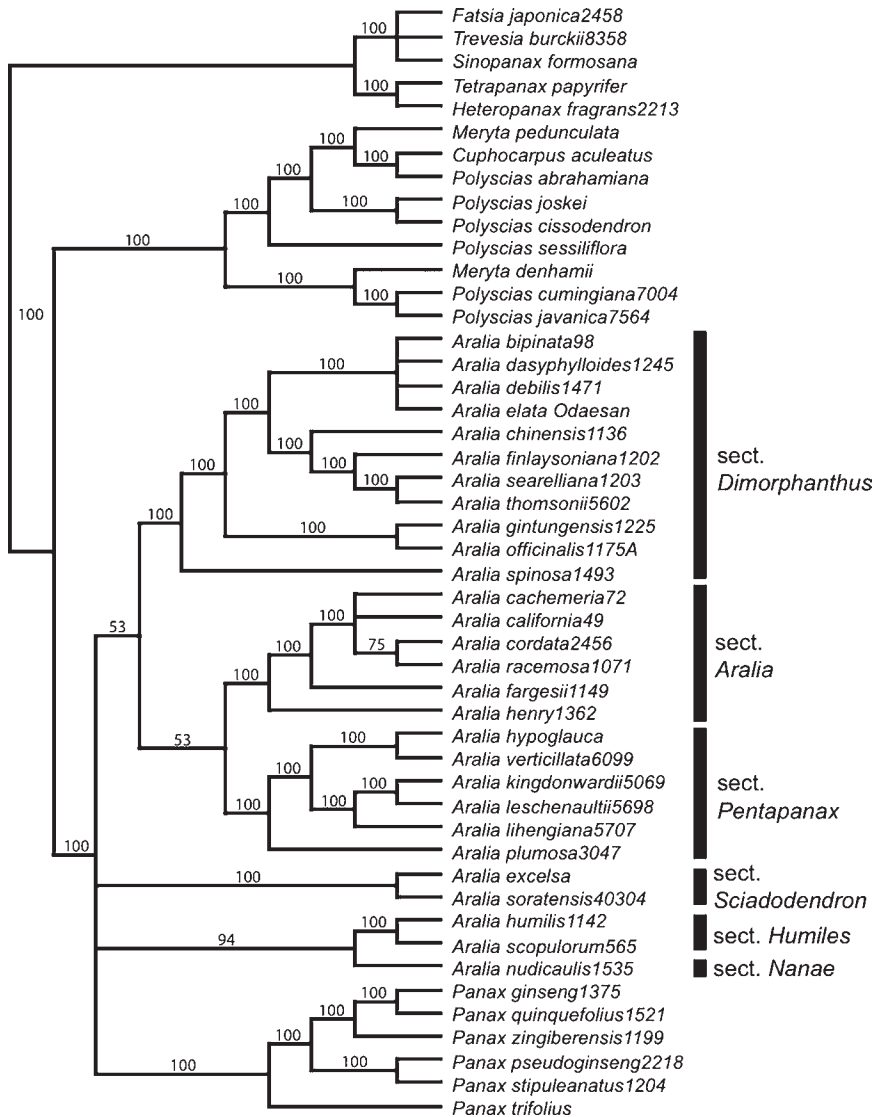 Fatsia japonica2458
100
Trevesia burckii8358
Sinopanax formosana
Tetrapanax papyrifer
100
Heteropanax fragrans2213
Meryta pedunculata
100
Cuphocarpus aculeatus
100
100
Polyscias abrahamiana
Polyscias joskei
100
100
Polyscias cissodendron
100
Polyscias sessiliflora
Meryta denhamii
100
Polyscias cumingiana7004
100
100
Polyscias javanica7564
Aralia bipinata98
Aralia dasyphylloides1245
100
Aralia debilis1471
Aralia elata Odaesan
100
Aralia chinensis1136
100
Aralia finlaysoniana1202
sect.
100
100
Aralia searelliana1203
Dimorphanthus
100
Aralia thomsonii5602
100
Aralia gintungensis1225
100
Aralia officinalis1175A
Aralia spinosa1493
Aralia cachemeria72
53
Aralia california49
100
Aralia cordata2456
sect.
75
100
Aralia racemosa1071
Aralia
100
Aralia fargesii1149
Aralia henry1362
53
Aralia hypoglauca
100
Aralia verticillata6099
100
Aralia kingdonwardii5069
sect.
100
100
100
Aralia leschenaultii5698
Pentapanax
Aralia lihengiana5707
100
Aralia plumosa3047
Aralia excelsa
sect.
100
Aralia soratensis40304
Sciadodendron
Aralia humilis1142
100
94
Aralia scopulorum565
sect. Humiles
Aralia nudicaulis1535
sect. Nanae
Panax ginseng1375
100
100
Panax quinquefolius1521
100
Panax zingiberensis1199
100
100
Panax pseudoginseng2218
Panax stipuleanatus1204
Panax trifolius